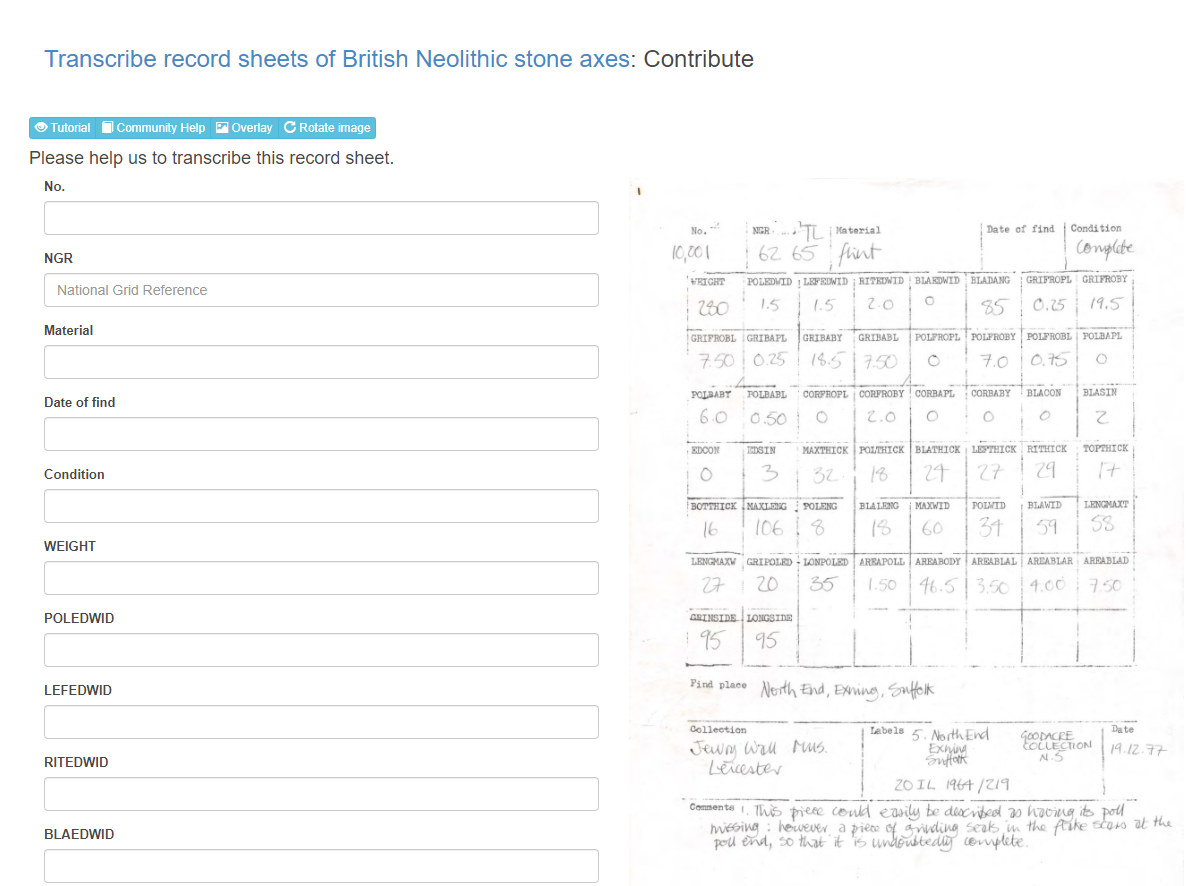 Transcribe record sheets of British Neolithic stone axes: Contribute
Tutorial Community Help Overlay Rotate image
Please help us to transcribe this record sheet.
No.
NGR
National Grid Reference
Material
Date of find
Condition
WEIGHT
POLEDWID
LEFEDWID
RITEDWID
BLAEDWID
No. NGR TL Material Date of find Condition
10,201 62 65 flint Complete
WEIGHT POLEDWID LEFEDWID RITEDWID BLAEDWID BLADANG GRIFROPL GRIFROBY
280 1.5 1.5 2.0 0 85 0.25 19.5
GRIFROBL GRIBAPL GRIBABY GRIBABL POLFROPL POLFROBY POLFROBL POLBAPL
7.50 0.25 18.5 7.50 0 7.0 0.75 0
POLBABY POLBABL CORFROPL CORFROBY CORBAPL CORBABY BLACON BLASIN
6.0 0.50 0 2.0 0 0 0 2
EDCON EDSIN MAXTHICK POLTHICK BLATHICK LEFTHICK RITHICK TOPTHICK
0 3 32 18 27 27 29 17
BOTTHICK MAXLENG POLENG BLALENG MAXWID POLWID BLAWID LENGMAXT
16 106 8 18 60 34 59 58
LENGMAXW GRIPOLED LONPOLED AREAPOLL AREABODY AREABLAL AREABLAR AREABLAD
27 20 35 1.50 46.5 3.50 4.00 7.50
GRINSIDE LONGSIDE
95 95
Find place North End, Exning, Suffolk
Collection Labels 5. North End GOODACRE Date
Jewry Wall Mus. Exning COLLECTION 19.12.77
Leicester Suffolk N.5
20 IL 1964/219
Comments 1. This piece could easily be described as having its poll
missing : however a piece of grinding seats in the flake scars at the
poll end, so that it is undoubtedly complete.